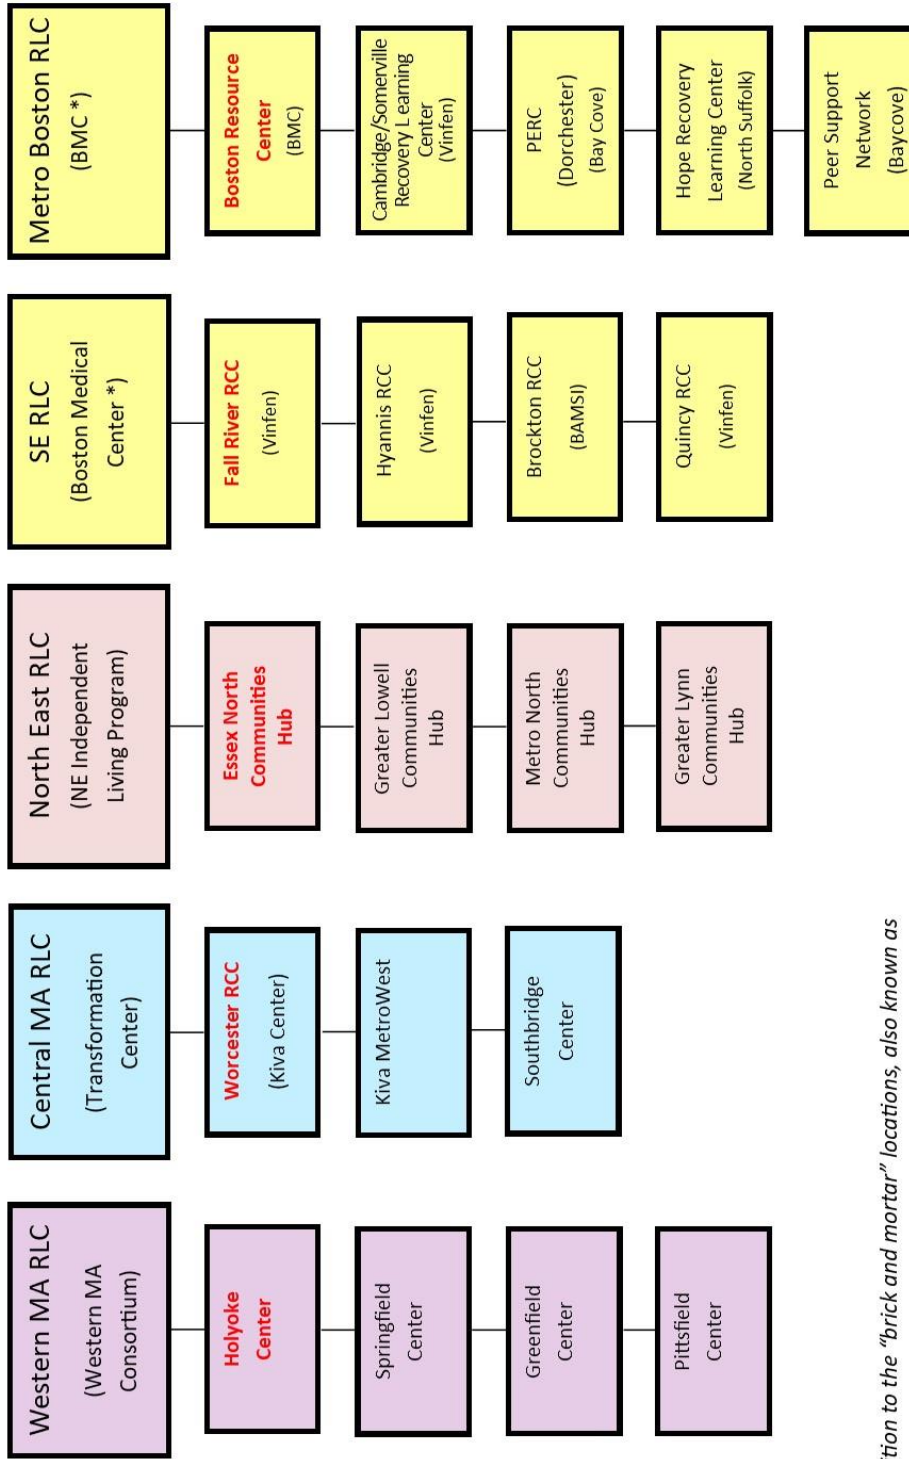 Western MA RLC
(Western MA
Consortium)
Holyoke
Center
Springfield
Center
Greenfield
Center
Pittsfield
Center
Central MA RLC
(Transformation
Center)
Worcester RCC
(Kiva Center)
Kiva MetroWest
Southbridge
Center
North East RLC
(NE Independent
Living Program)
Essex North
Communities
Hub
Greater Lowell
Communities
Hub
Metro North
Communities
Hub
Greater Lynn
Communities
Hub
SE RLC
(Boston Medical
Center *)
Fall River RCC
(Vinfen)
Hyannis RCC
(Vinfen)
Brockton RCC
(BAMSI)
Quincy RCC
(Vinfen)
Metro Boston RLC
(BMC *)
Boston Resource
Center
(BMC)
Cambridge/Somerville
Recovery Learning
Center
(Vinfen)
PERC
(Dorchester)
(Bay Cove)
Hope Recovery
Learning Center
(North Suffolk)
Peer Support
Network
(Baycove)
ition to the "brick and mortar" locations, also known as